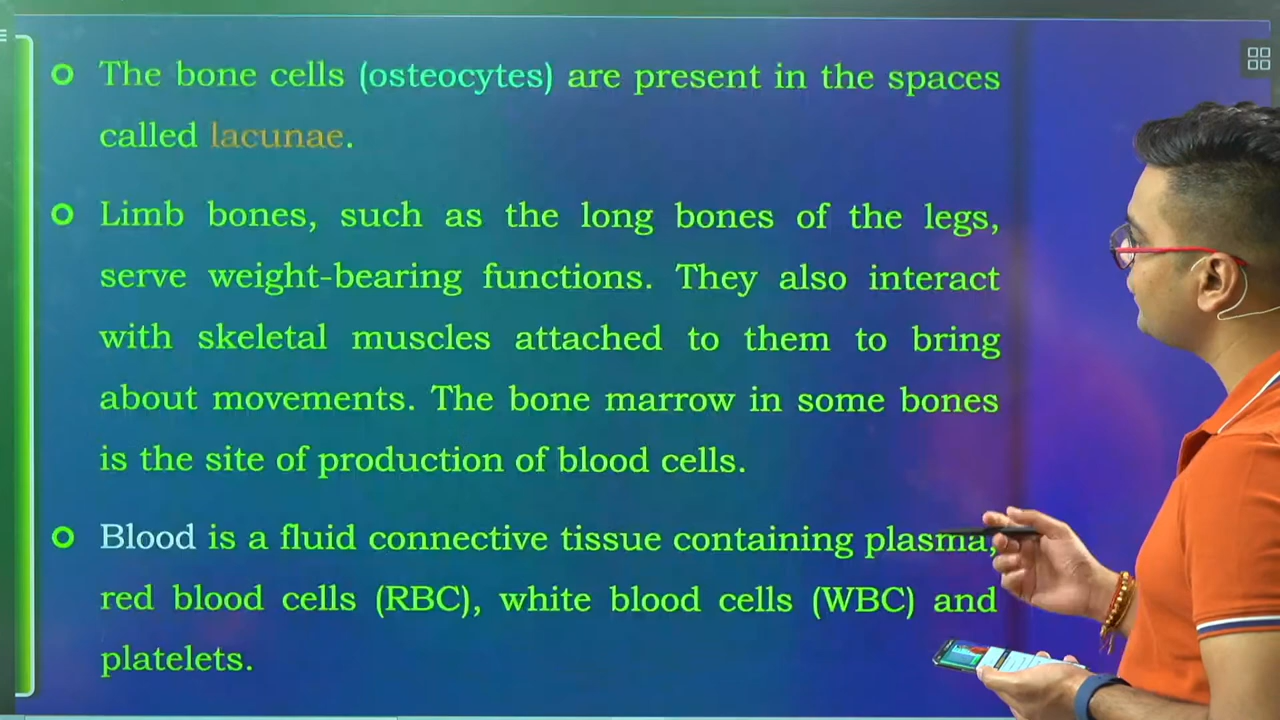 The bone cells (osteocytes) are present in the spaces
called lacunae.
Limb bones, such as the long bones of the legs,
serve weight-bearing functions. They also interact
with skeletal muscles attached to them to bring
about movements. The bone marrow in some bones
is the site of production of blood cells.
Blood is a fluid connective tissue containing plasma,
red blood cells (RBC), white blood cells (WBC) and
platelets.